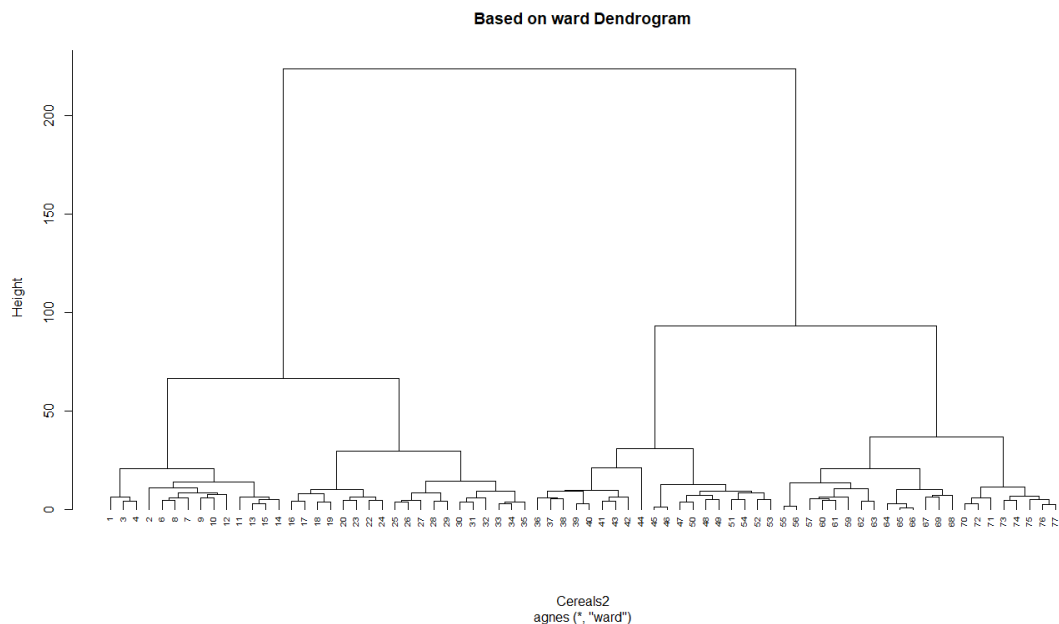 Based on ward Dendrogram
Height
200
150
100
50
0
1 3 4 2 6 8 7 9 10 12 11 13 15 14 16 17 18 19 20 23 22 24 25 26 27 28 29 30 31 32 33 34 35 36 37 38 39 40 41 43 42 44 45 46 47 50 48 49 51 54 52 53 55 56 57 60 61 59 62 63 64 65 66 67 69 68 70 72 71 73 74 75 76 77
Cereals2
agnes (*, "ward")